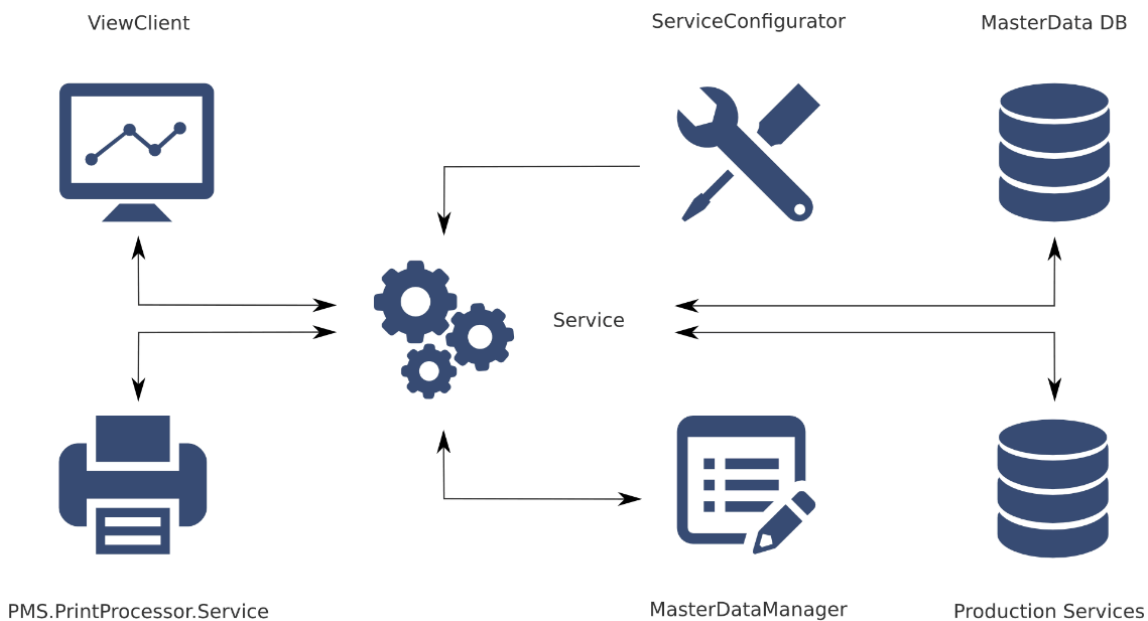 ViewClient
ServiceConfigurator
MasterData DB
Service
PMS.PrintProcessor.Service
MasterDataManager
Production Services